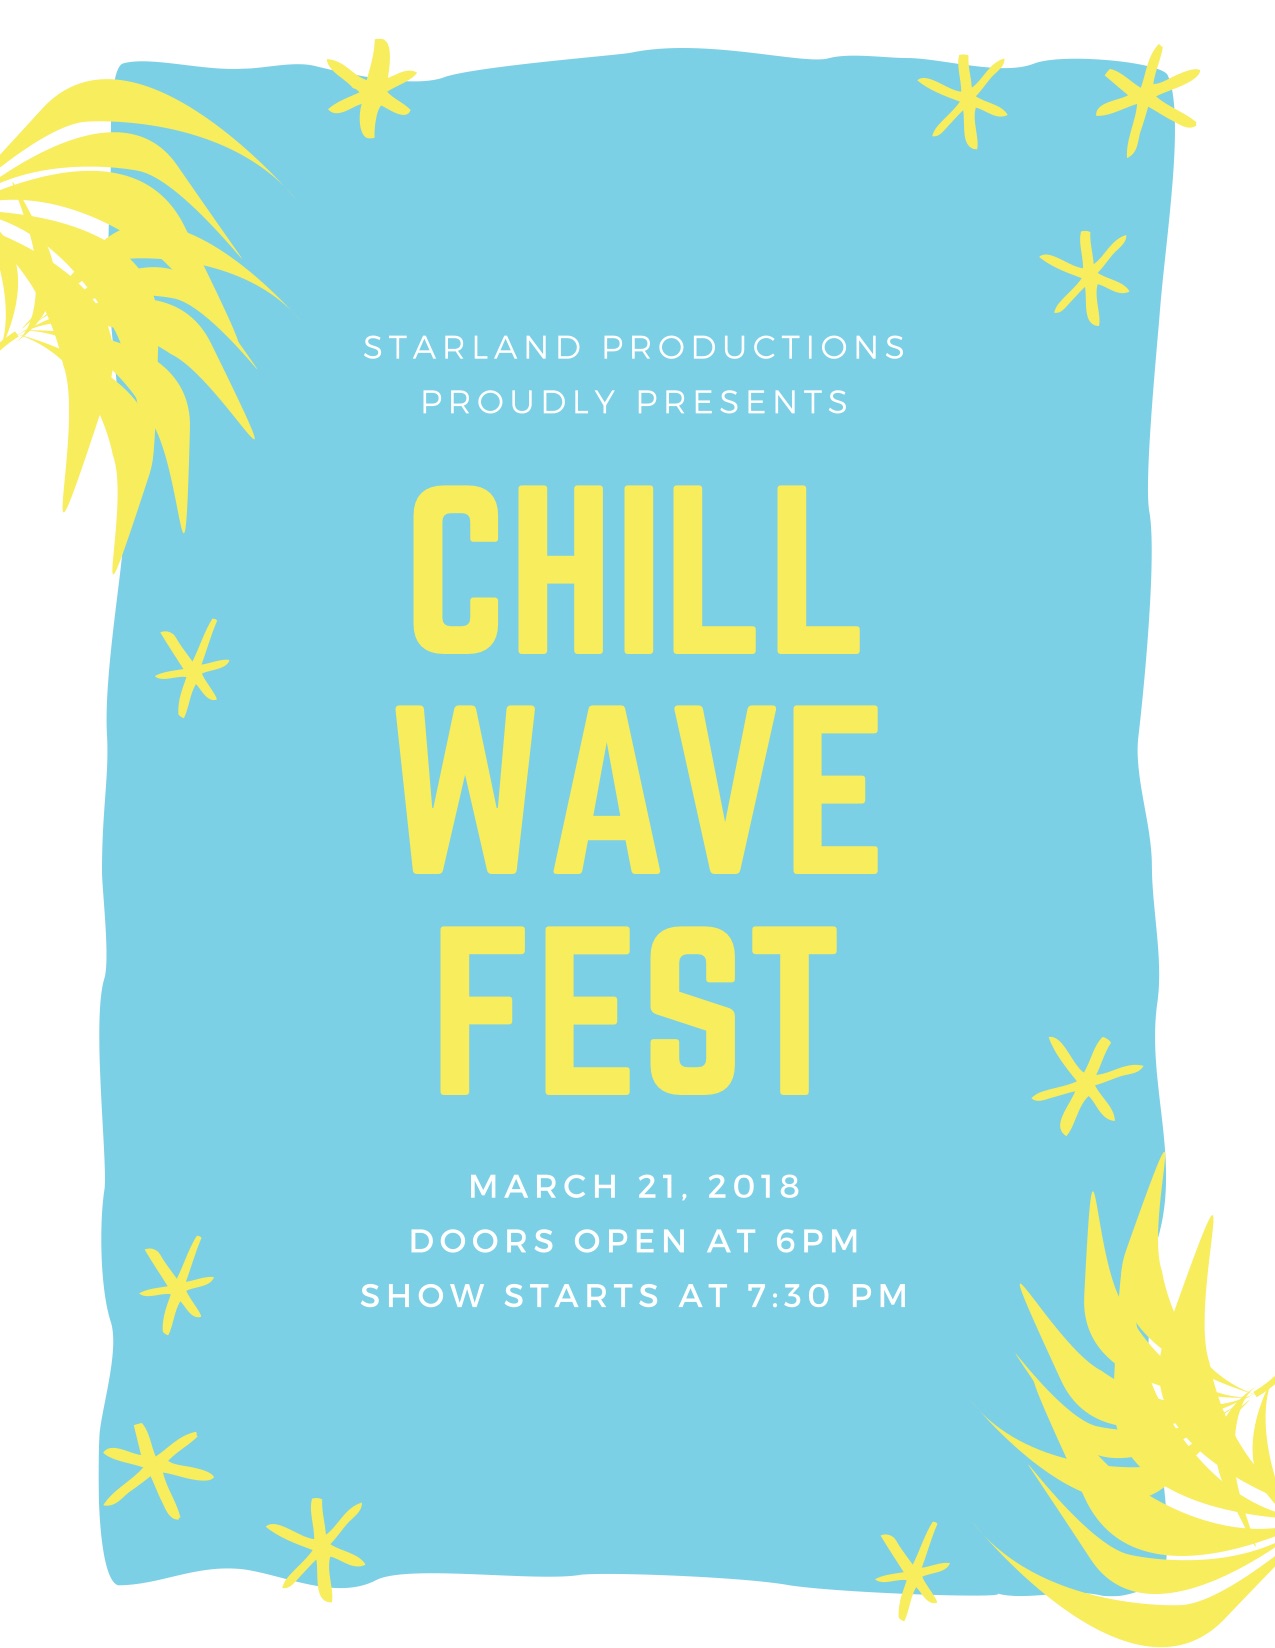 STARLAND PRODUCTIONS
PROUDLY PRESENTS
CHILL
WAVE
FEST
MARCH 21, 2018
DOORS OPEN AT 6PM
SHOW STARTS AT 7:30 PM